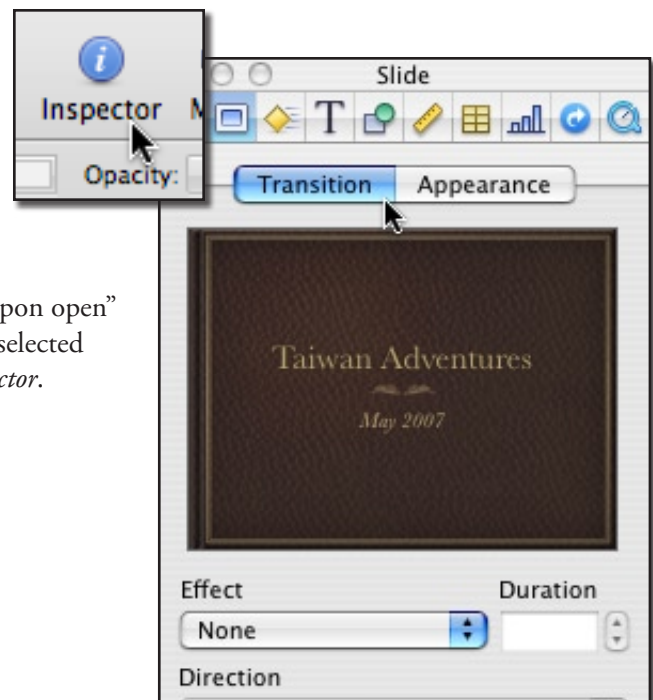 Inspector
Opacity:
Slide
Transition Appearance
pon open”
selected
ctor.
Taiwan Adventures
May 2007
Effect Duration
None
Direction